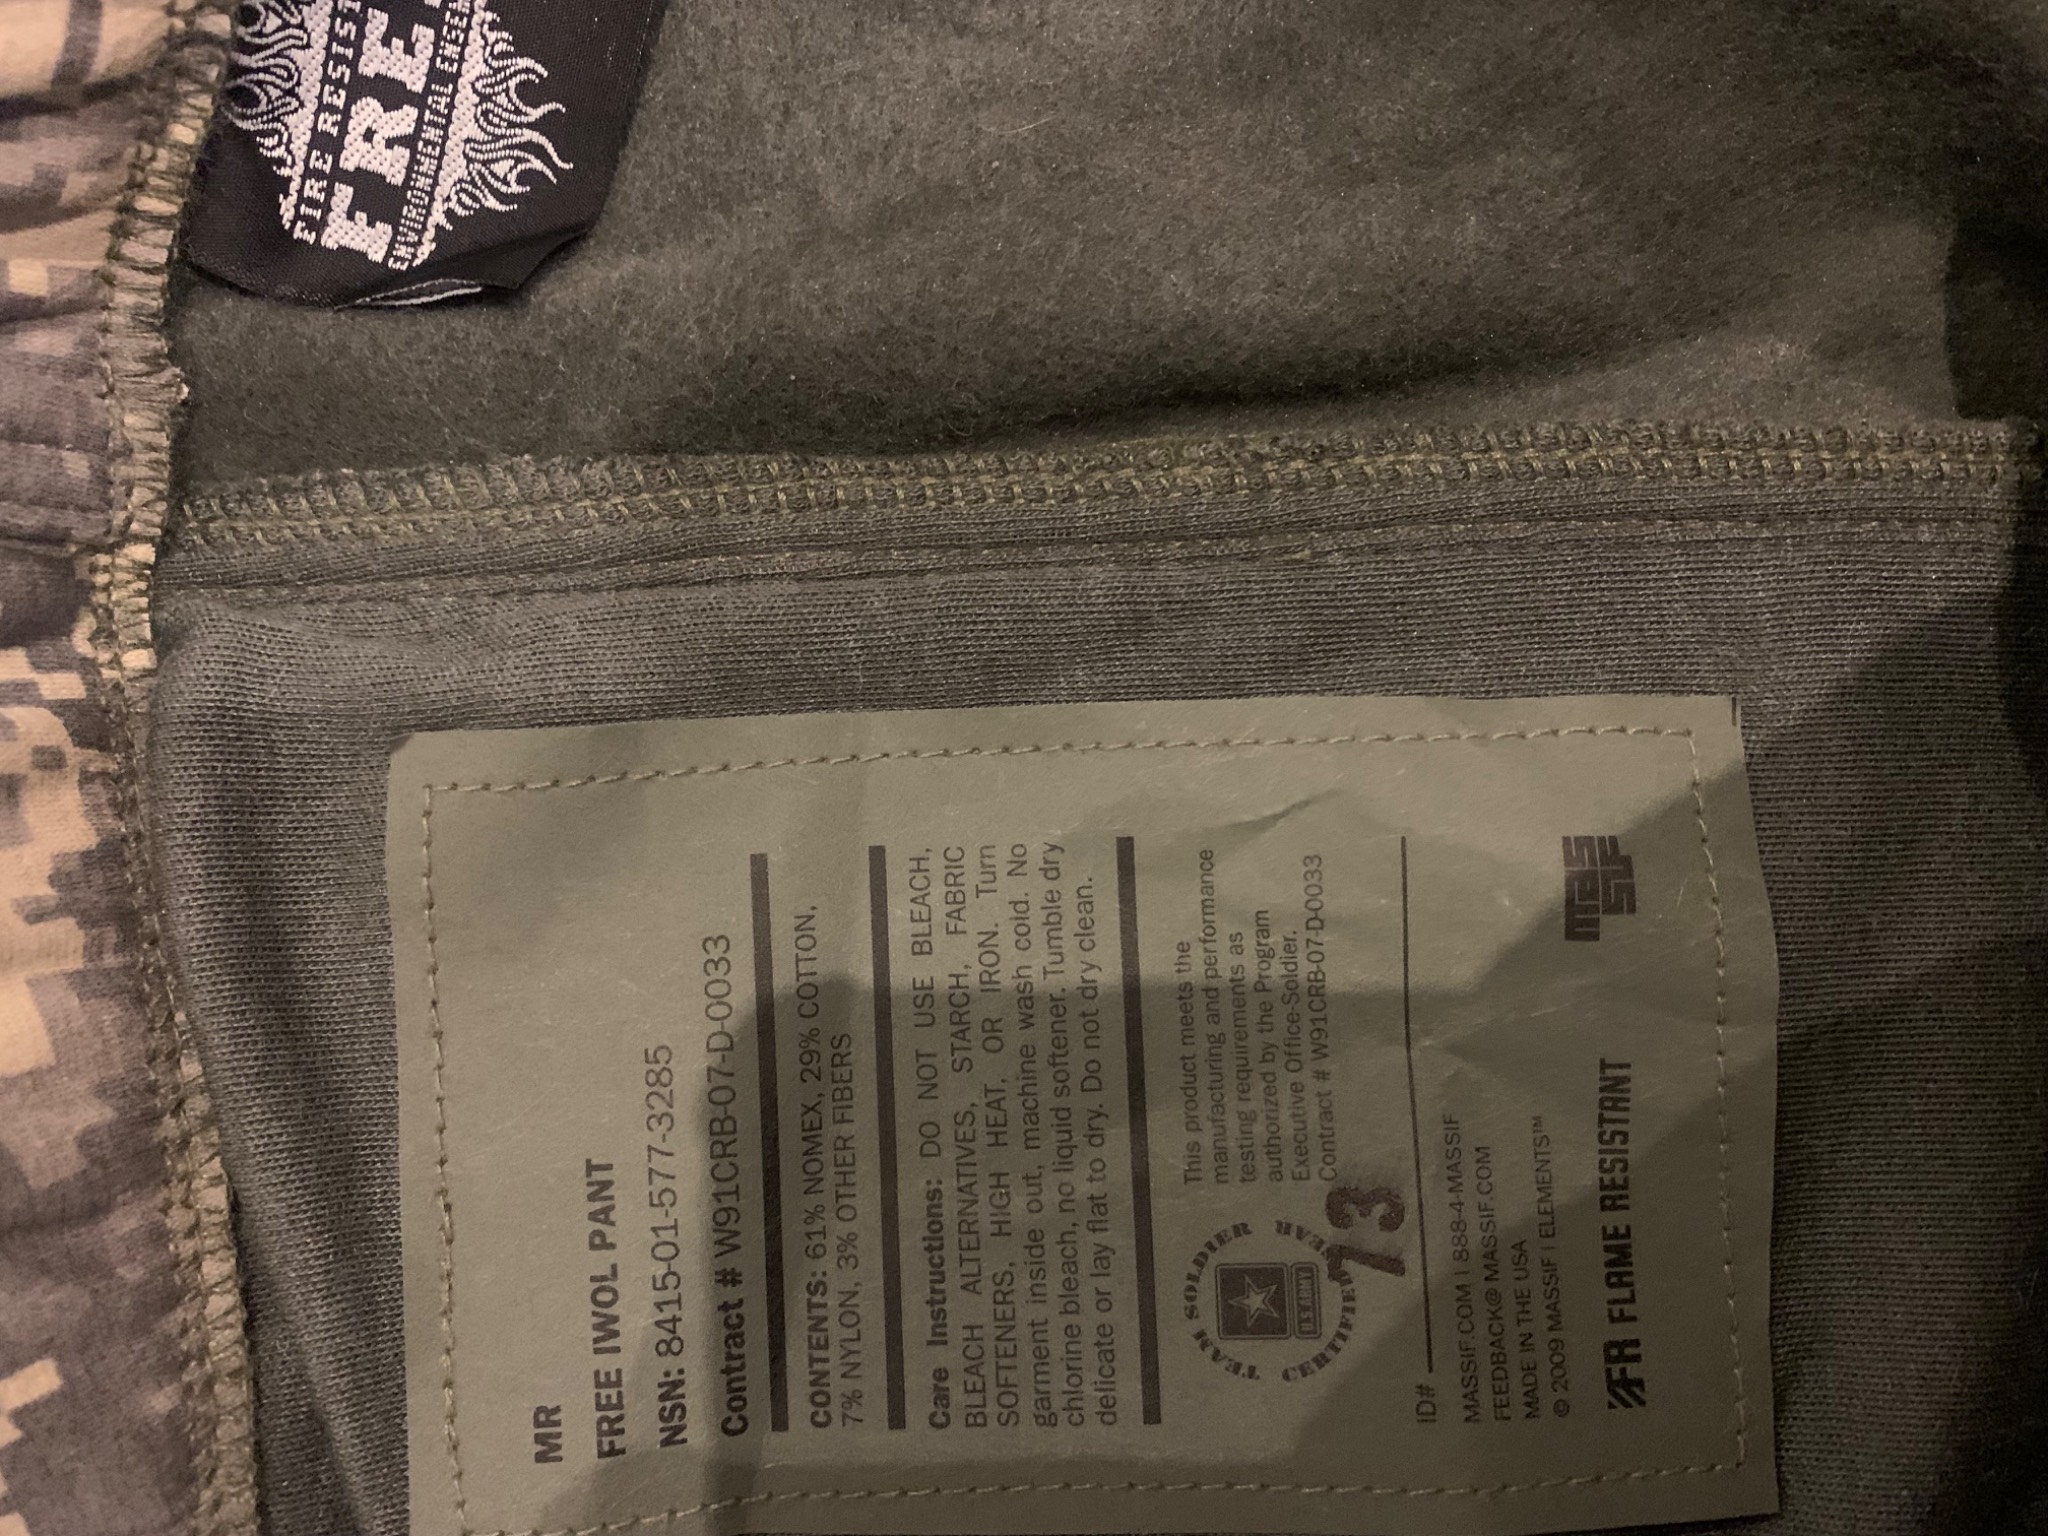 FIRE RESIST
FREE
ENVIRONMENTAL ENSEM
MR
FREE IWOL PANT
NSN: 8415-01-577-3285
Contract # W91CRB-07-D-0033
CONTENTS: 61% NOMEX, 29% COTTON,
7% NYLON, 3% OTHER FIBERS
Care Instructions: DO NOT USE BLEACH,
BLEACH ALTERNATIVES, STARCH, FABRIC
SOFTENERS, HIGH HEAT, OR IRON. Turn
garment inside out, machine wash cold. No
chlorine bleach, no liquid softener. Tumble dry
delicate or lay flat to dry. Do not dry clean.
TEAM SOLDIER
CERTIFIED GEAR
U.S. ARMY
This product meets the
manufacturing and performance
testing requirements as
authorized by the Program
Executive Office-Soldier.
Contract # W91CRB-07-D-0033
73
ID#
MASSIF.COM | 888-4-MASSIF
FEEDBACK@MASSIF.COM
MADE IN THE USA
© 2009 MASSIF | ELEMENTS℠
FR FLAME RESISTANT
MASSIF